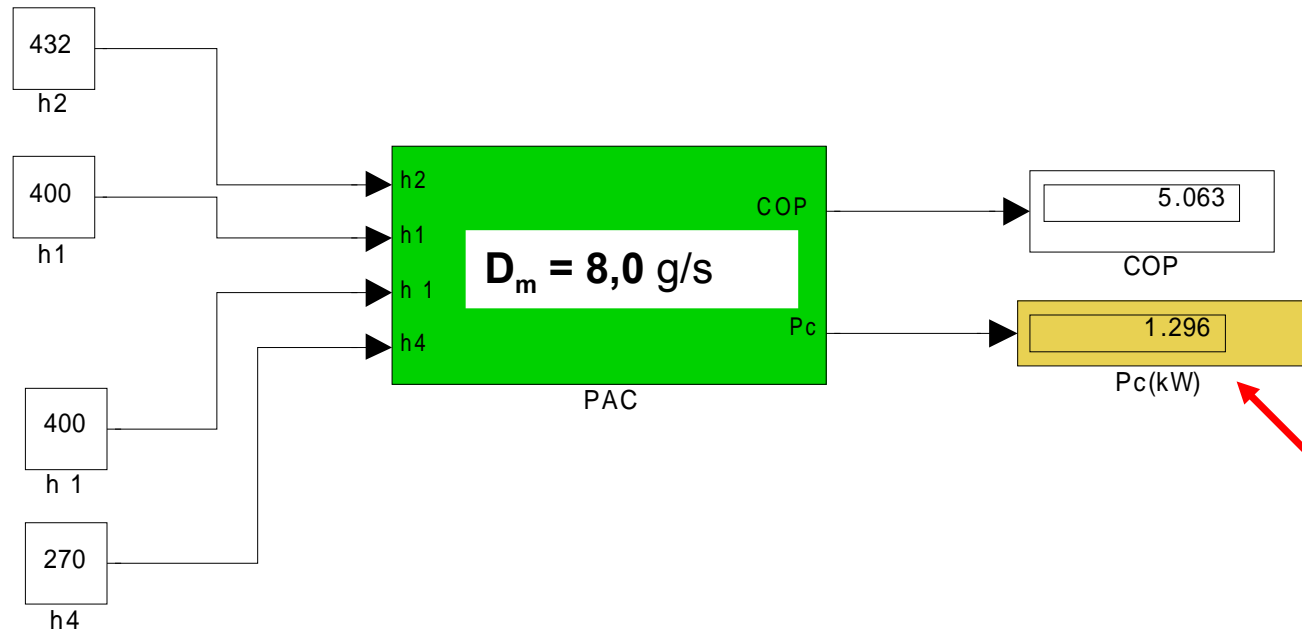 432
h2
400
h1
400
h 1
270
h4
h2
h1
h 1
h4
D_m = 8,0 g/s
COP
Pc
PAC
5.063
COP
1.296
Pc(kW)